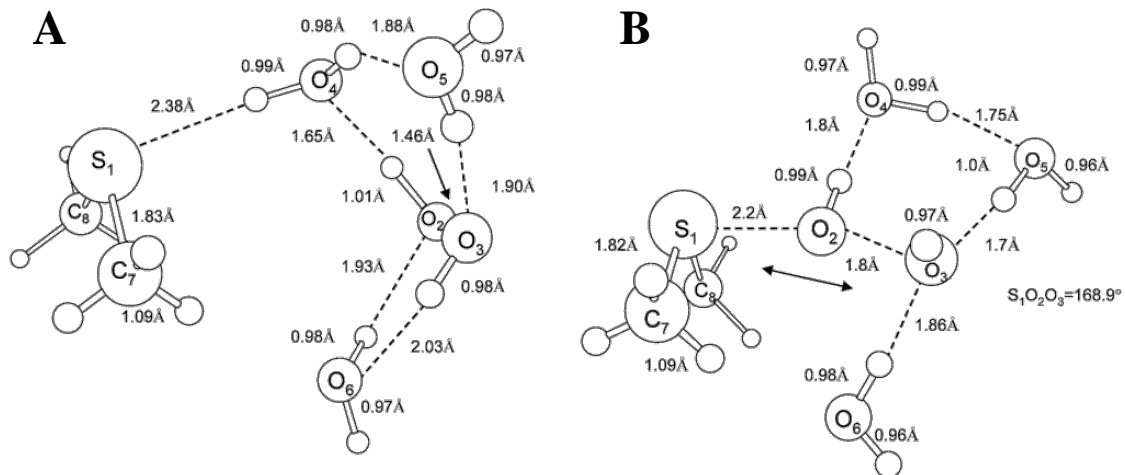 A
0.98Å
1.88Å
0.97Å
0.99Å
O4
O5
0.98Å
2.38Å
1.65Å
1.46Å
S1
1.90Å
1.01Å
C8
1.83Å
O2
O3
C7
1.93Å
0.98Å
1.09Å
0.98Å
2.03Å
O6
0.97Å
B
0.97Å
0.99Å
O4
1.8Å
1.75Å
1.0Å
O5
0.96Å
0.99Å
2.2Å
0.97Å
S1
O2
1.82Å
1.7Å
1.8Å
O3
C8
S1O2O3=168.9°
C7
1.86Å
1.09Å
0.98Å
O6
0.96Å